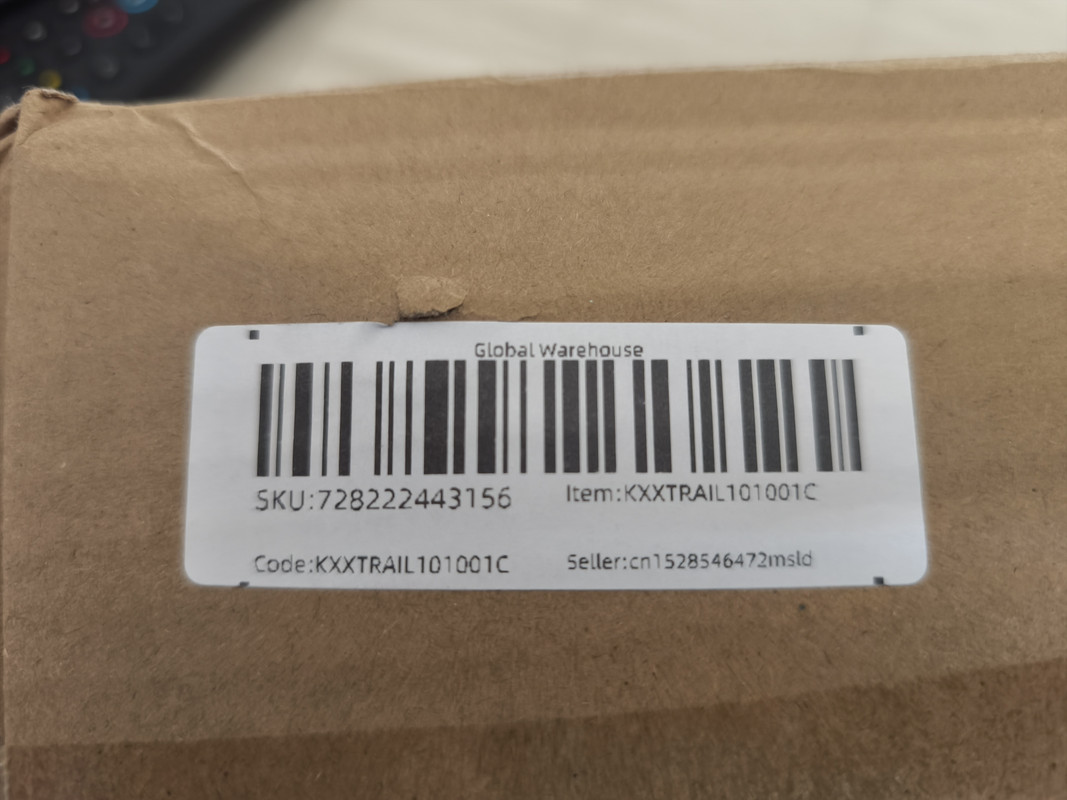 Global Warehouse
SKU:728222443156 Item:KXXTRAIL101001C
Code:KXXTRAIL101001C Seller:cn1528546472msld